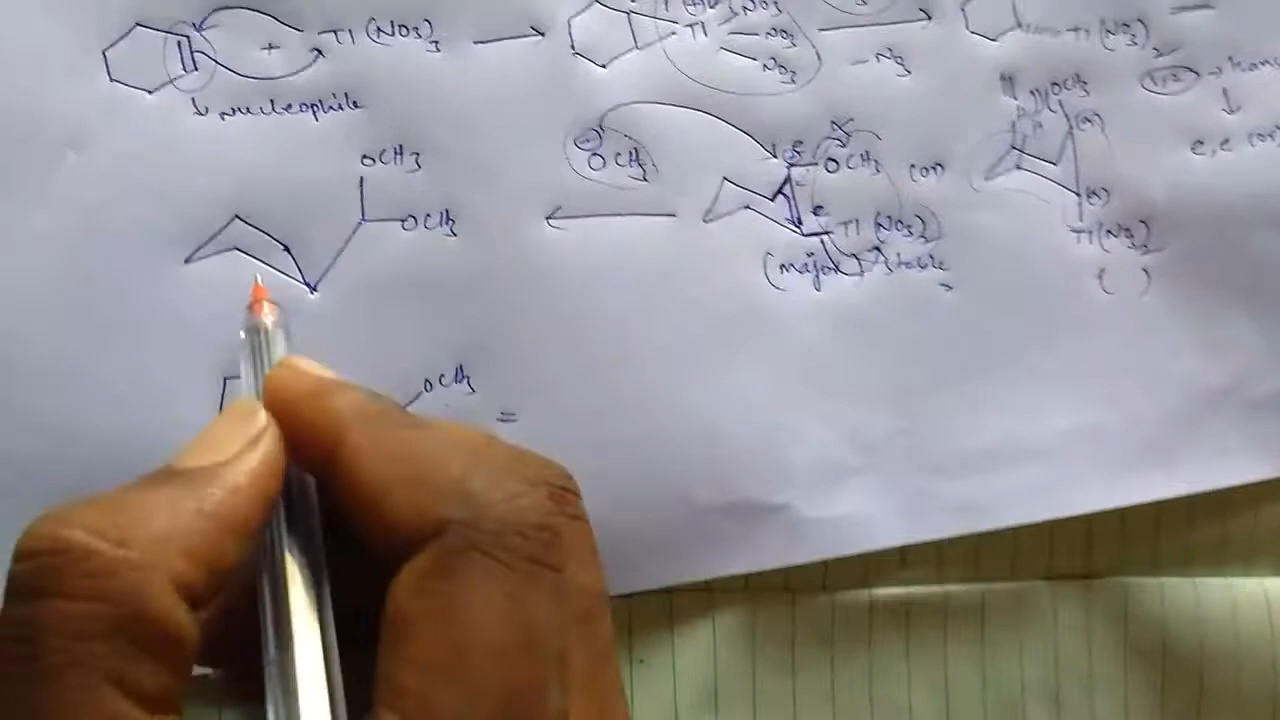 + Tl(NO3)3
Tl
NO3
NO3
NO3
Tl(NO3)2
↓ nucleophile
⊖
OCH3
OCH3
(or)
Tl(NO3)2
(major) stable
OCH3
(a)
(a)
Tl(NO3)2
( )
e,e (or)
OCH3
OCH3
OCH3
=